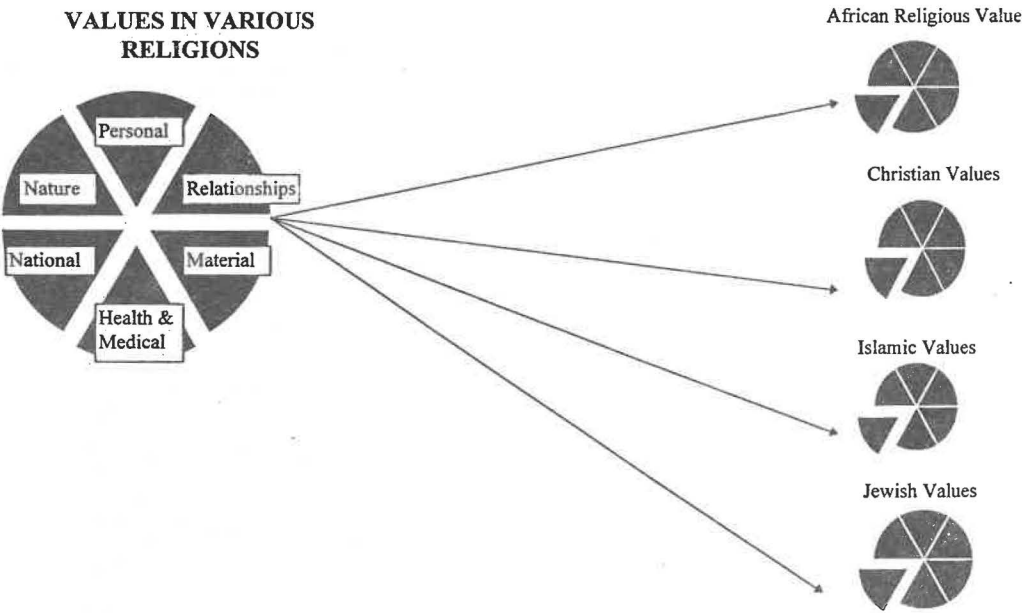 VALUES IN VARIOUS
RELIGIONS
Personal
Nature
Relationships
National
Material
Health &
Medical
African Religious Value
Christian Values
Islamic Values
Jewish Values